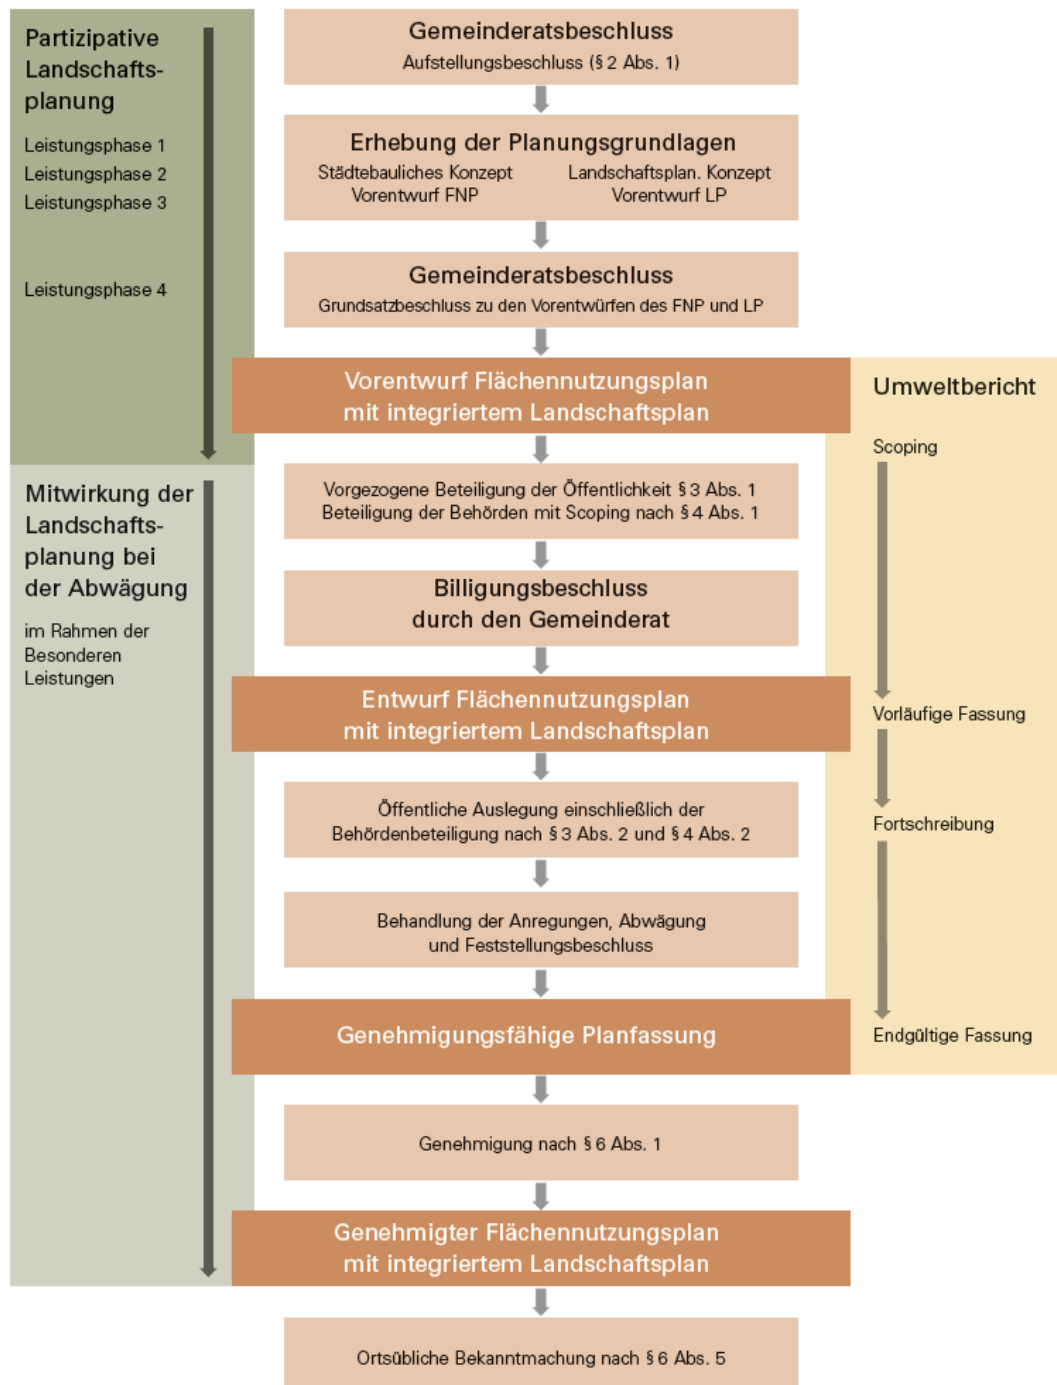 Partizipative
Landschafts-
planung
Leistungsphase 1
Leistungsphase 2
Leistungsphase 3
Leistungsphase 4
Mitwirkung der
Landschafts-
planung bei
der Abwägung
im Rahmen der
Besonderen
Leistungen
Gemeinderatsbeschluss
Aufstellungsbeschluss (§ 2 Abs. 1)
Erhebung der Planungsgrundlagen
Städtebauliches Konzept
Vorentwurf FNP
Landschaftsplan. Konzept
Vorentwurf LP
Gemeinderatsbeschluss
Grundsatzbeschluss zu den Vorentwürfen des FNP und LP
Vorentwurf Flächennutzungsplan
mit integriertem Landschaftsplan
Vorgezogene Beteiligung der Öffentlichkeit § 3 Abs. 1
Beteiligung der Behörden mit Scoping nach § 4 Abs. 1
Billigungsbeschluss
durch den Gemeinderat
Entwurf Flächennutzungsplan
mit integriertem Landschaftsplan
Öffentliche Auslegung einschließlich der
Behördenbeteiligung nach § 3 Abs. 2 und § 4 Abs. 2
Behandlung der Anregungen, Abwägung
und Feststellungsbeschluss
Genehmigungsfähige Planfassung
Genehmigung nach § 6 Abs. 1
Genehmigter Flächennutzungsplan
mit integriertem Landschaftsplan
Ortsübliche Bekanntmachung nach § 6 Abs. 5
Umweltbericht
Scoping
Vorläufige Fassung
Fortschreibung
Endgültige Fassung